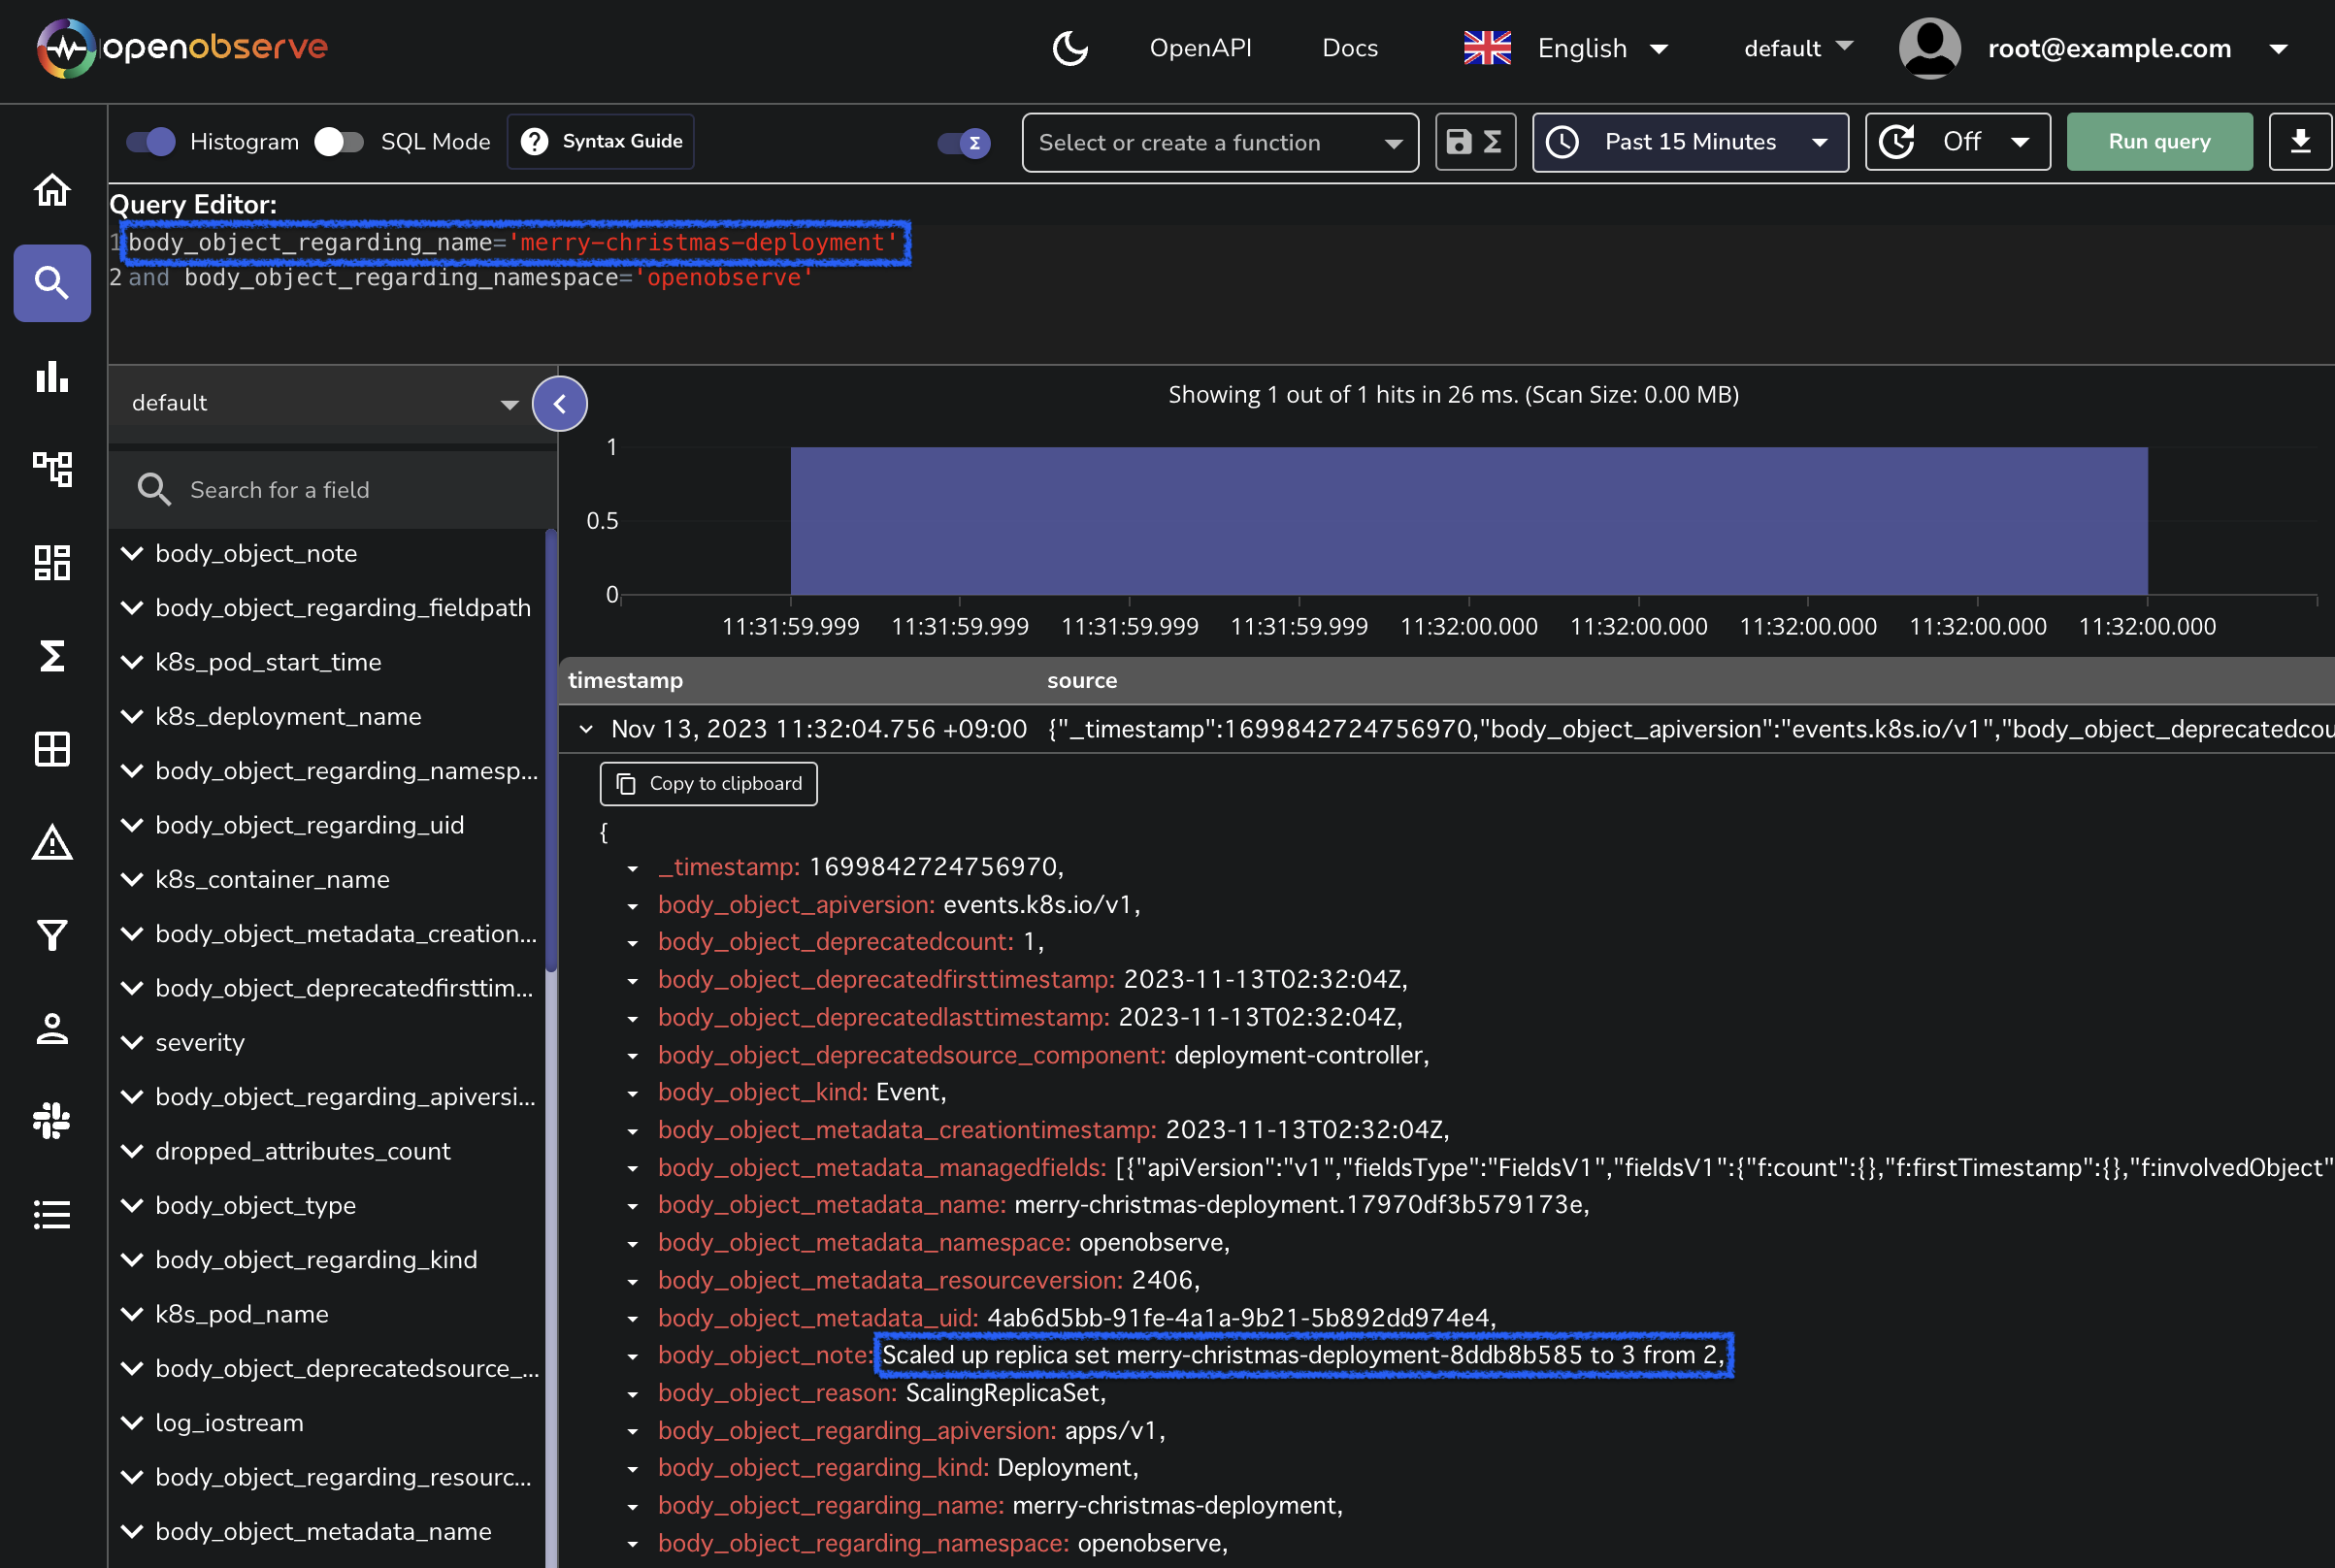 openobserve
OpenAPI
Docs
English
default
root@example.com
Histogram
SQL Mode
Syntax Guide
Select or create a function
Past 15 Minutes
Off
Run query
Query Editor:
1 body_object_regarding_name='merry-christmas-deployment'
2 and body_object_regarding_namespace='openobserve'
default
Search for a field
body_object_note
body_object_regarding_fieldpath
k8s_pod_start_time
k8s_deployment_name
body_object_regarding_namesp...
body_object_regarding_uid
k8s_container_name
body_object_metadata_creation...
body_object_deprecatedfirsttim...
severity
body_object_regarding_apiversi...
dropped_attributes_count
body_object_type
body_object_regarding_kind
k8s_pod_name
body_object_deprecatedsource_...
log_iostream
body_object_regarding_resourc...
body_object_metadata_name
Showing 1 out of 1 hits in 26 ms. (Scan Size: 0.00 MB)
1
0.5
0
11:31:59.999 11:31:59.999 11:31:59.999 11:31:59.999 11:32:00.000 11:32:00.000 11:32:00.000 11:32:00.000 11:32:00.000
timestamp source
Nov 13, 2023 11:32:04.756 +09:00 {"_timestamp":1699842724756970,"body_object_apiversion":"events.k8s.io/v1","body_object_deprecatedcou
Copy to clipboard
{
_timestamp: 1699842724756970,
body_object_apiversion: events.k8s.io/v1,
body_object_deprecatedcount: 1,
body_object_deprecatedfirsttimestamp: 2023-11-13T02:32:04Z,
body_object_deprecatedlasttimestamp: 2023-11-13T02:32:04Z,
body_object_deprecatedsource_component: deployment-controller,
body_object_kind: Event,
body_object_metadata_creationtimestamp: 2023-11-13T02:32:04Z,
body_object_metadata_managedfields: [{"apiVersion":"v1","fieldsType":"FieldsV1","fieldsV1":{"f:count":{},"f:firstTimestamp":{},"f:involvedObject"
body_object_metadata_name: merry-christmas-deployment.17970df3b579173e,
body_object_metadata_namespace: openobserve,
body_object_metadata_resourceversion: 2406,
body_object_metadata_uid: 4ab6d5bb-91fe-4a1a-9b21-5b892dd974e4,
body_object_note: Scaled up replica set merry-christmas-deployment-8ddb8b585 to 3 from 2,
body_object_reason: ScalingReplicaSet,
body_object_regarding_apiversion: apps/v1,
body_object_regarding_kind: Deployment,
body_object_regarding_name: merry-christmas-deployment,
body_object_regarding_namespace: openobserve,